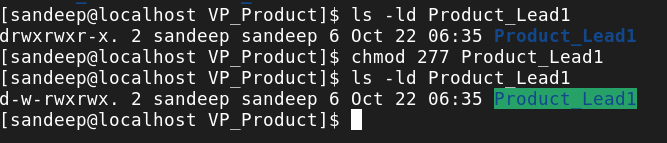 [sandeep@localhost VP_Product]$ ls -ld Product_Lead1
drwxrwxr-x. 2 sandeep sandeep 6 Oct 22 06:35 Product_Lead1
[sandeep@localhost VP_Product]$ chmod 277 Product_Lead1
[sandeep@localhost VP_Product]$ ls -ld Product_Lead1
d-w-rwxrwx. 2 sandeep sandeep 6 Oct 22 06:35 Product_Lead1
[sandeep@localhost VP_Product]$